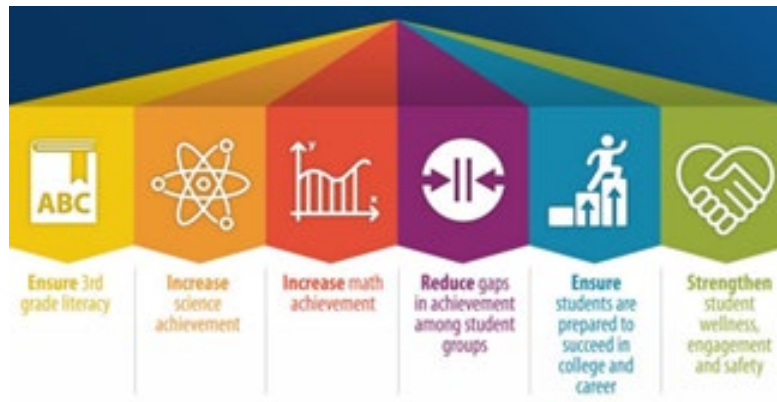 ABC
Ensure 3rd
grade literacy
Increase
science
achievement
y
x
Increase math
achievement
Reduce gaps
in achievement
among student
groups
Ensure
students are
prepared to
succeed in
college and
career
Strengthen
student
wellness,
engagement
and safety